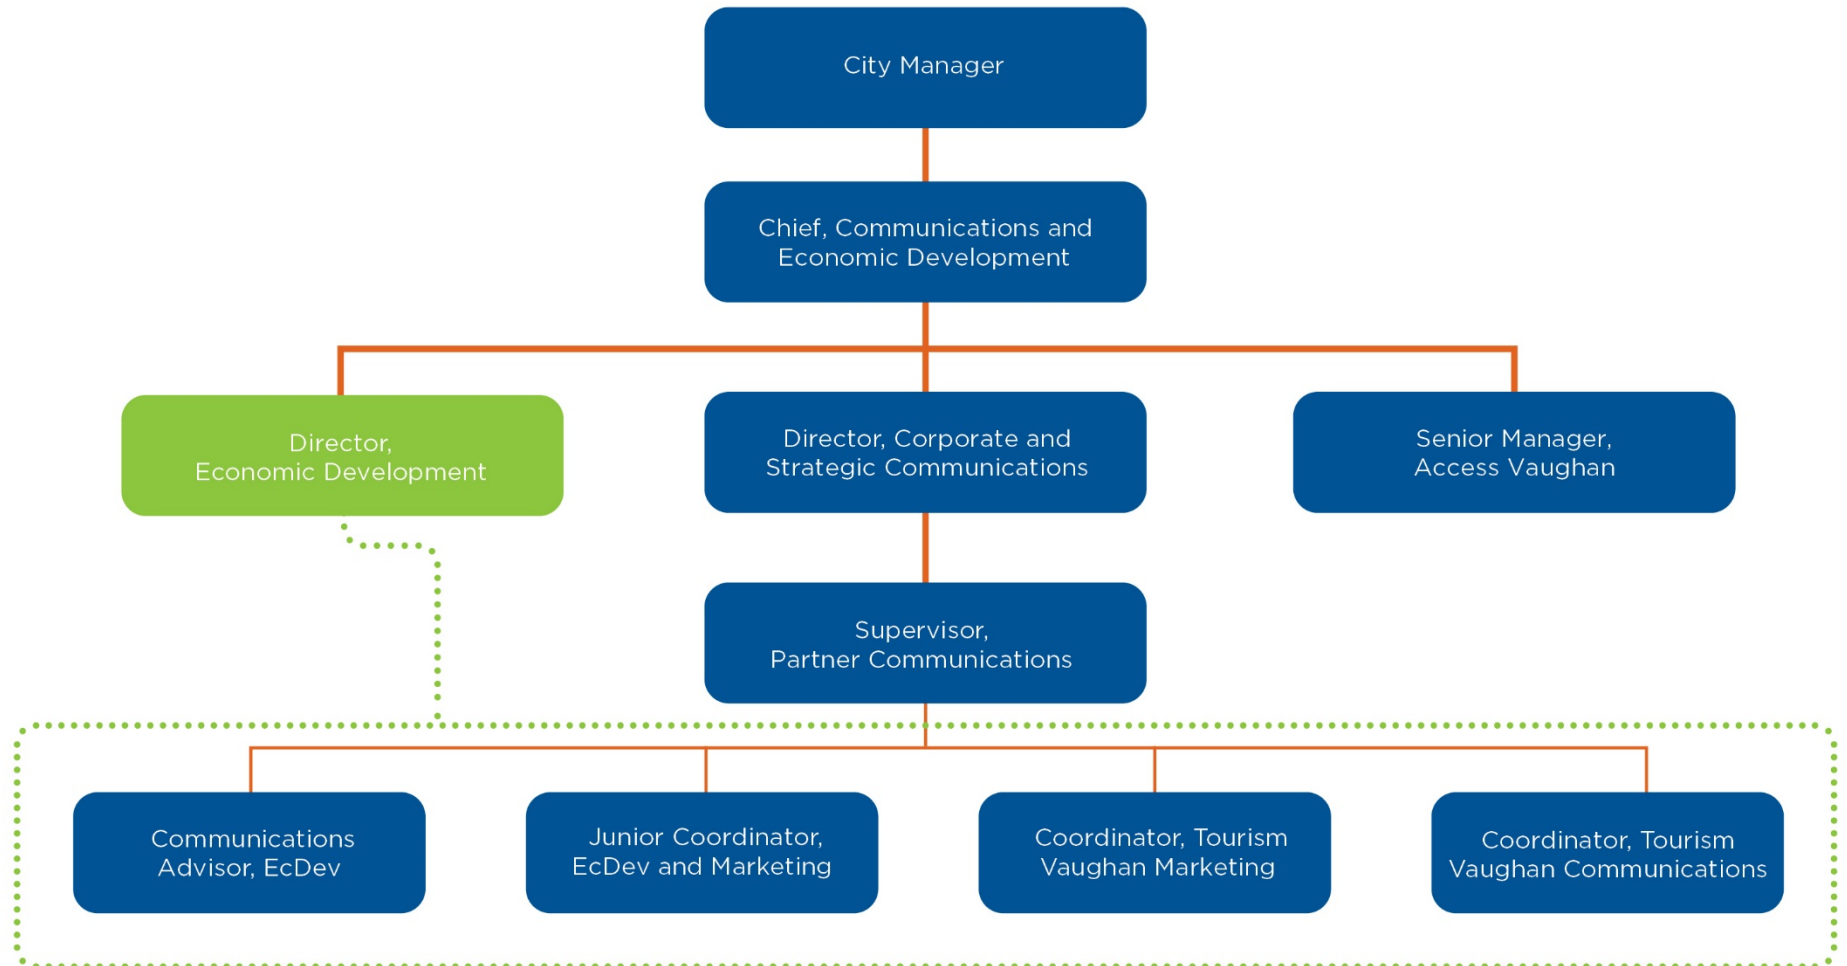 City Manager
Chief, Communications and
Economic Development
Director,
Economic Development
Director, Corporate and
Strategic Communications
Senior Manager,
Access Vaughan
Supervisor,
Partner Communications
Communications
Advisor, EcDev
Junior Coordinator,
EcDev and Marketing
Coordinator, Tourism
Vaughan Marketing
Coordinator, Tourism
Vaughan Communications